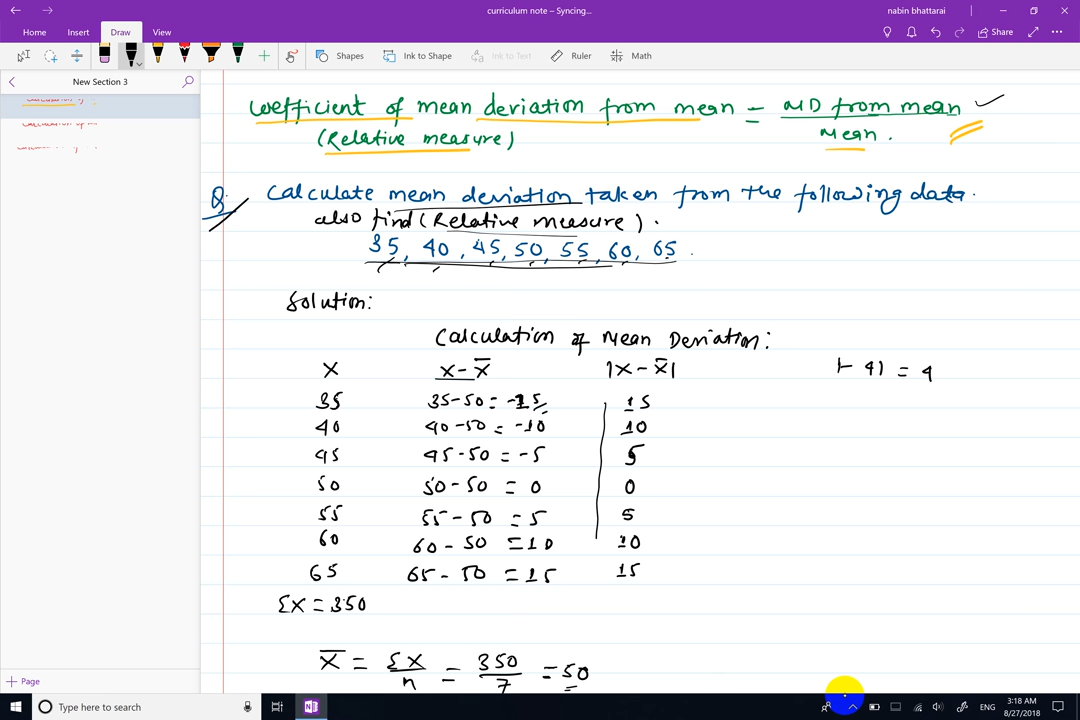 curriculum note – Syncing...
nabin bhattarai
Home Insert Draw View
Share
Shapes Ink to Shape Ink to Text Ruler Math
New Section 3
Coefficient of mean deviation from mean = MD from mean / Mean.
(Relative measure)
Q. Calculate mean deviation taken from the following data.
also find (Relative measure).
35, 40, 45, 50, 55, 60, 65.
Solution:
Calculation of Mean Deviation:
X X-X̄ |X-X̄| |-4| = 4
35 35-50 = -15 15
40 40-50 = -10 10
45 45-50 = -5 5
50 50-50 = 0 0
55 55-50 = 5 5
60 60-50 = 10 10
65 65-50 = 15 15
ΣX = 350
X̄ = ΣX/n = 350/7 = 50
Page
Type here to search
ENG
3:18 AM
8/27/2018